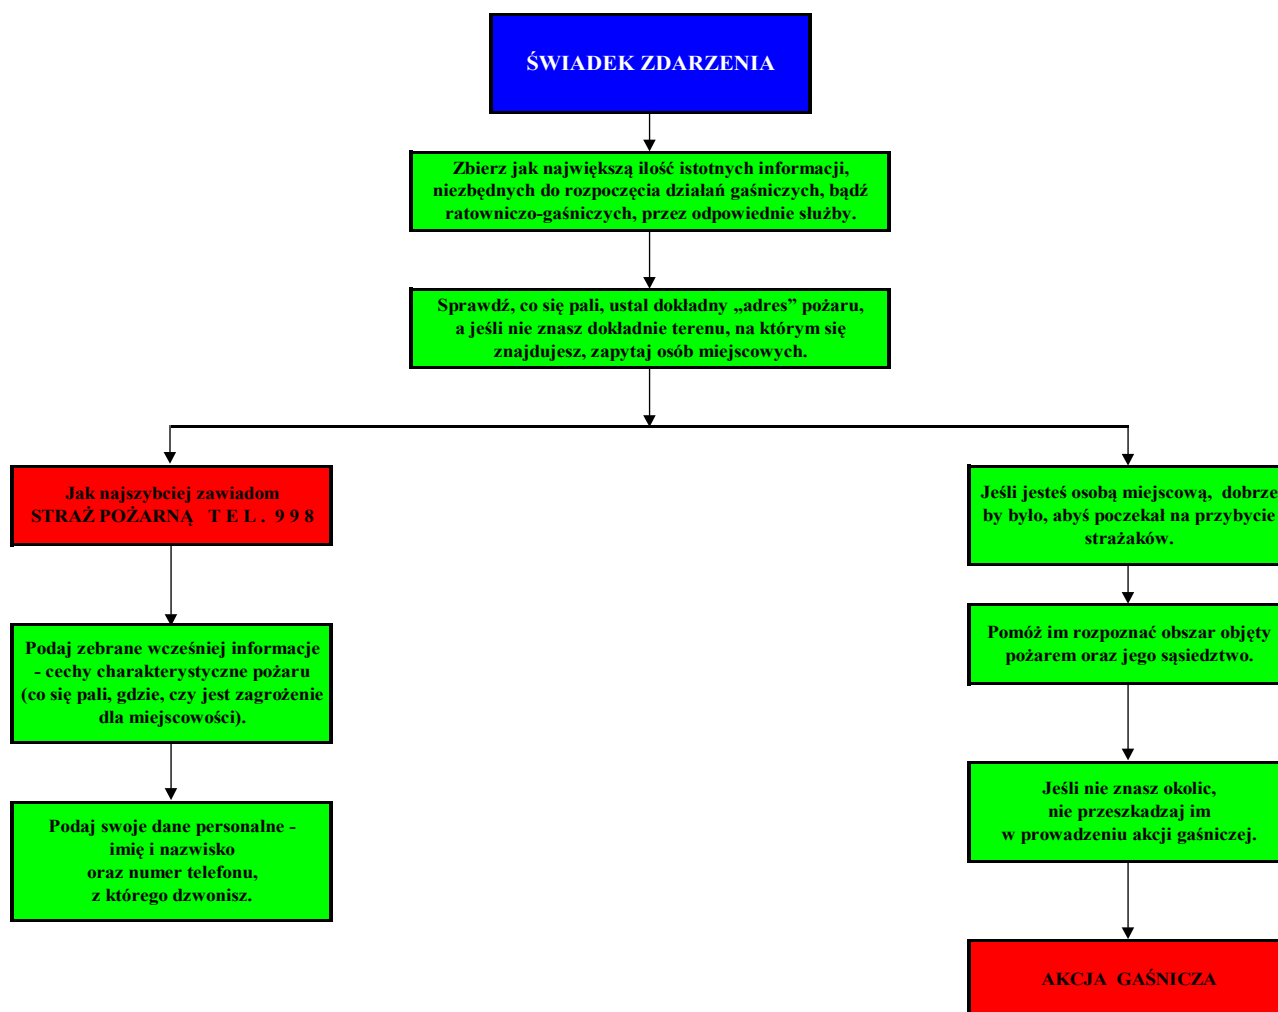 ŚWIADEK ZDARZENIA
Zbierz jak największą ilość istotnych informacji,
niezbędnych do rozpoczęcia działań gaśniczych, bądź
ratowniczo-gaśniczych, przez odpowiednie służby.
Sprawdź, co się pali, ustal dokładny „adres” pożaru,
a jeśli nie znasz dokładnie terenu, na którym się
znajdujesz, zapytaj osób miejscowych.
Jak najszybciej zawiadom
STRAŻ POŻARNĄ T E L . 9 9 8
Podaj zebrane wcześniej informacje
- cechy charakterystyczne pożaru
(co się pali, gdzie, czy jest zagrożenie
dla miejscowości).
Podaj swoje dane personalne -
imię i nazwisko
oraz numer telefonu,
z którego dzwonisz.
Jeśli jesteś osobą miejscową, dobrze
by było, abyś poczekał na przybycie
strażaków.
Pomóż im rozpoznać obszar objęty
pożarem oraz jego sąsiedztwo.
Jeśli nie znasz okolic,
nie przeszkadzaj im
w prowadzeniu akcji gaśniczej.
AKCJA GAŚNICZA